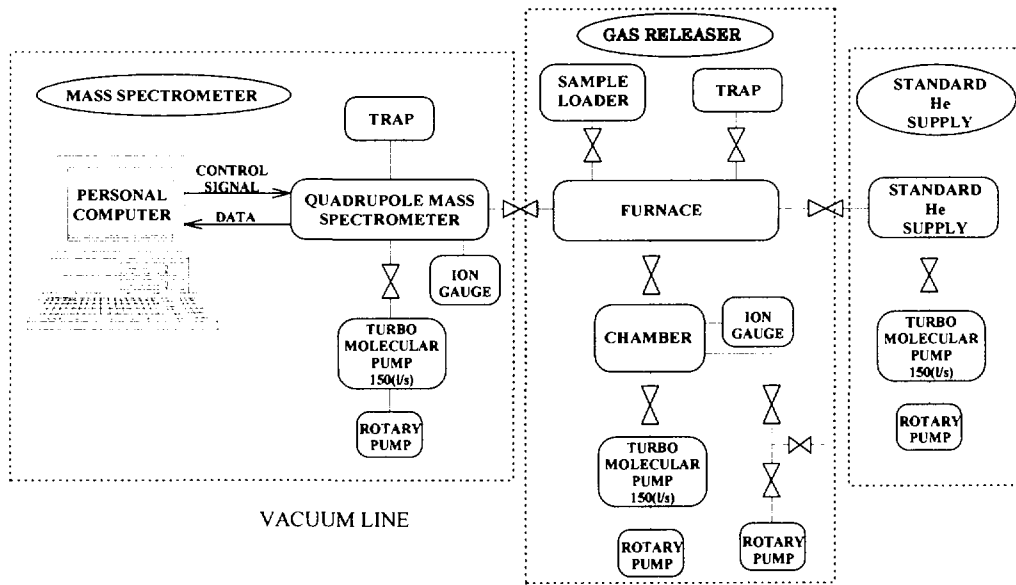 MASS SPECTROMETER
TRAP
CONTROL
SIGNAL
PERSONAL
COMPUTER
DATA
QUADRUPOLE MASS
SPECTROMETER
ION
GAUGE
TURBO
MOLECULAR
PUMP
150(l/s)
ROTARY
PUMP
VACUUM LINE
GAS RELEASER
SAMPLE
LOADER
TRAP
FURNACE
CHAMBER
ION
GAUGE
TURBO
MOLECULAR
PUMP
150(l/s)
ROTARY
PUMP
ROTARY
PUMP
STANDARD
He
SUPPLY
STANDARD
He
SUPPLY
TURBO
MOLECULAR
PUMP
150(l/s)
ROTARY
PUMP